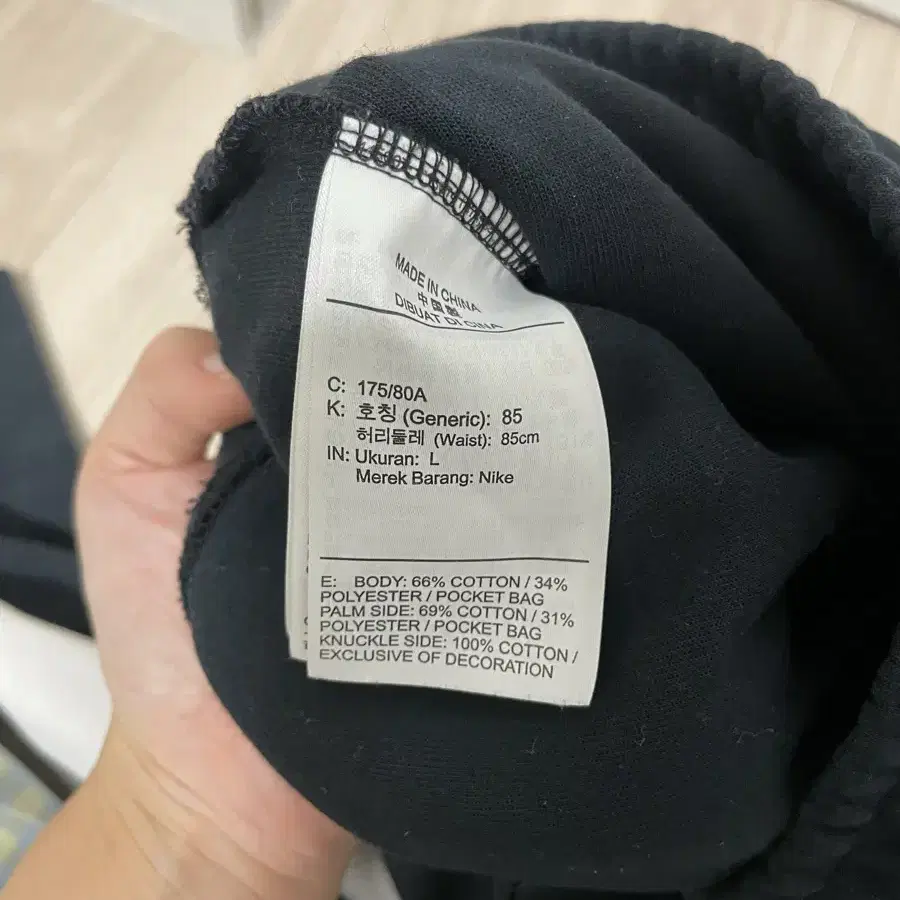 MADE IN CHINA
中国製
DIBUAT DI CINA
C: 175/80A
K: 호칭 (Generic): 85
허리둘레 (Waist): 85cm
IN: Ukuran: L
Merek Barang: Nike
E: BODY: 66% COTTON / 34%
POLYESTER / POCKET BAG
PALM SIDE: 69% COTTON / 31%
POLYESTER / POCKET BAG
KNUCKLE SIDE: 100% COTTON /
EXCLUSIVE OF DECORATION